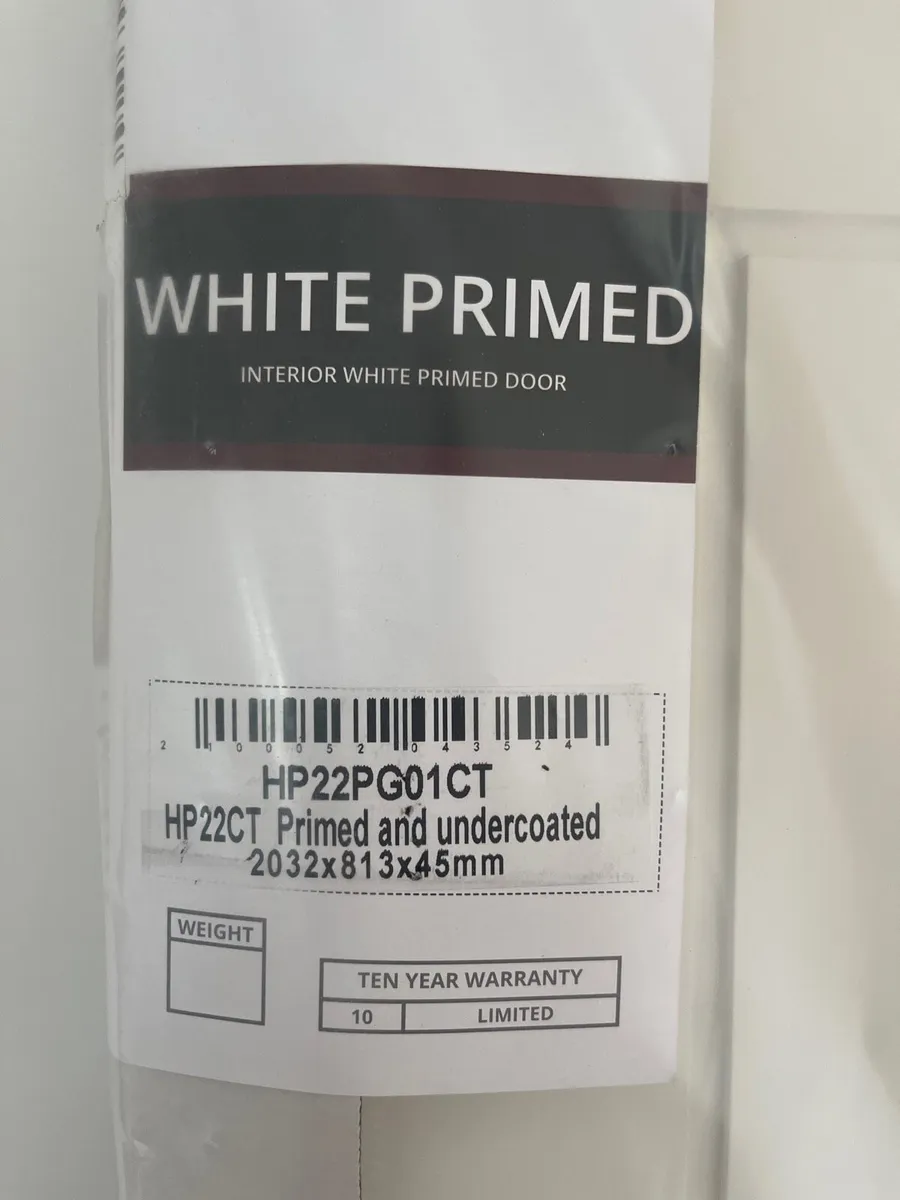 WHITE PRIMED
INTERIOR WHITE PRIMED DOOR
2 100052 043524
HP22PG01CT
HP22CT Primed and undercoated
2032x813x45mm
WEIGHT
TEN YEAR WARRANTY
10 LIMITED